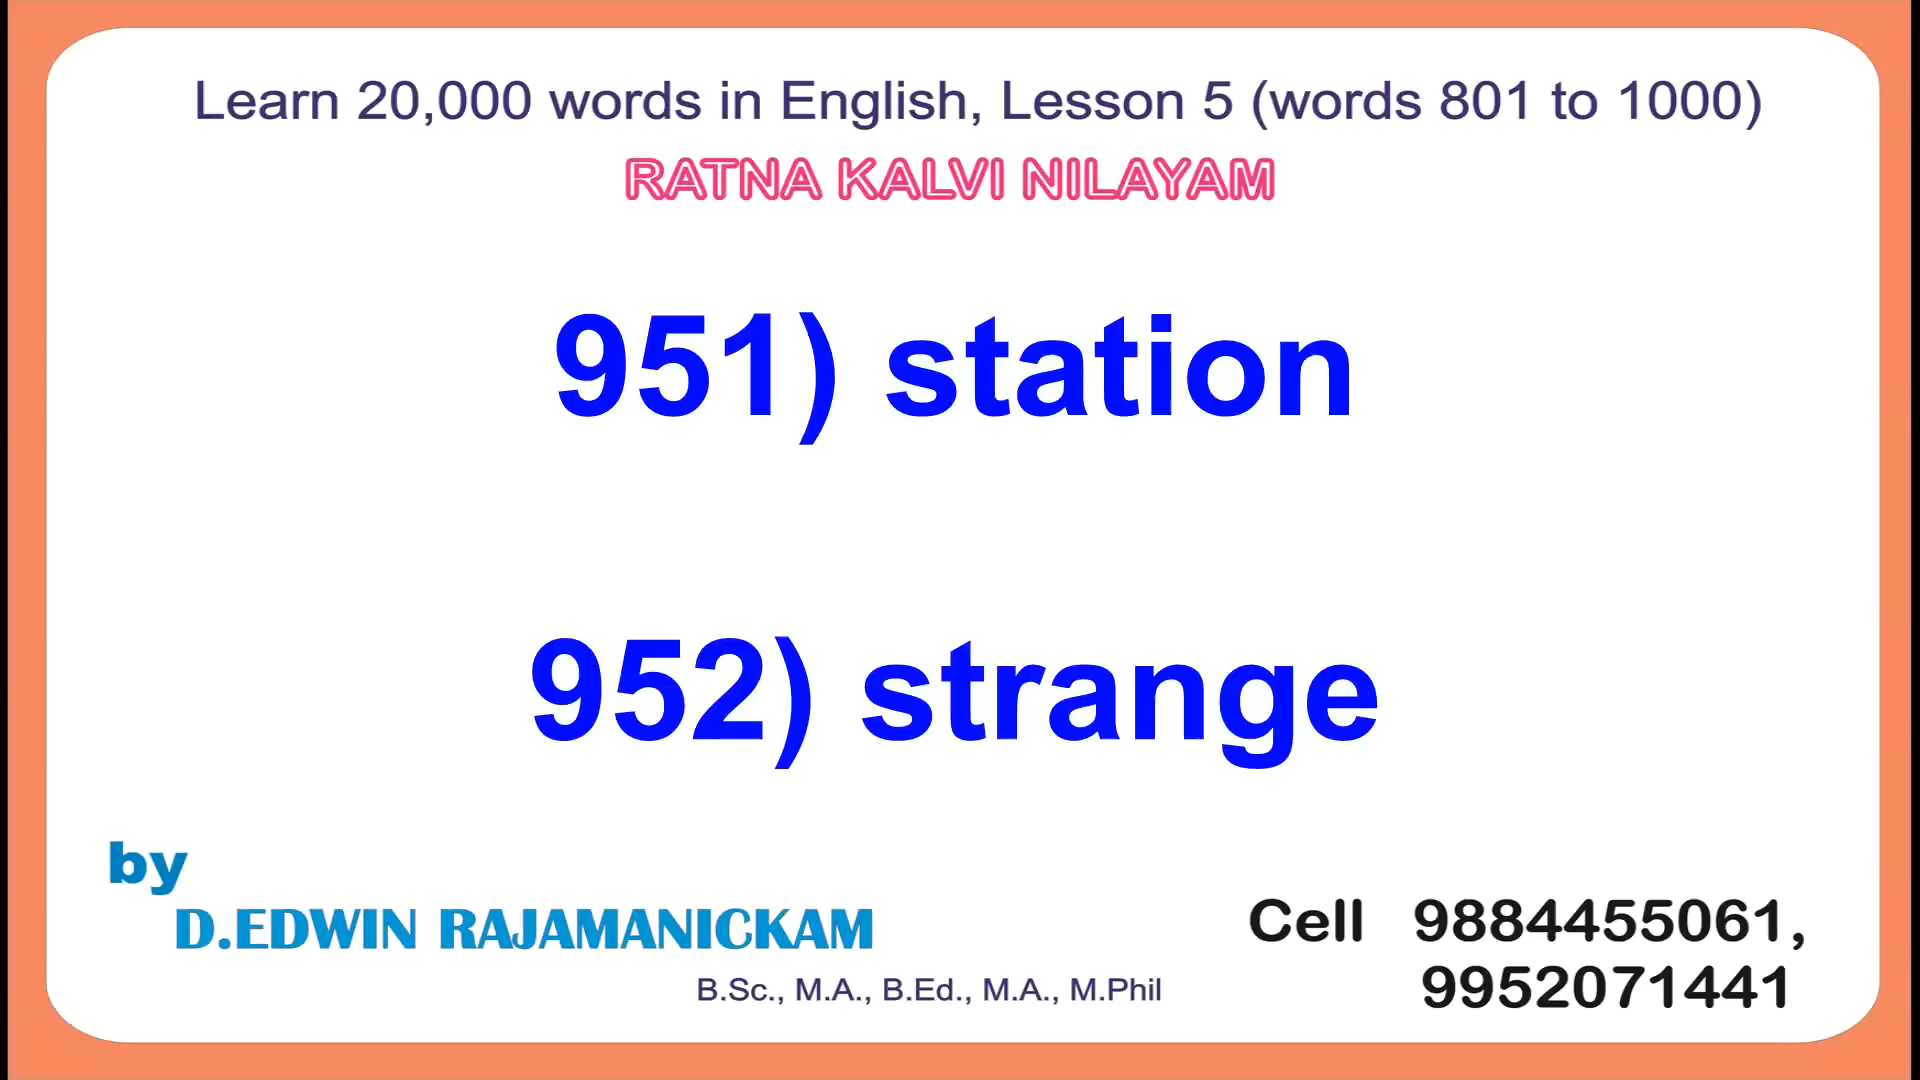 Learn 20,000 words in English, Lesson 5 (words 801 to 1000)
RATNA KALVI NILAYAM
951) station
952) strange
by
D.EDWIN RAJAMANICKAM
B.Sc., M.A., B.Ed., M.A., M.Phil
Cell 9884455061,
9952071441